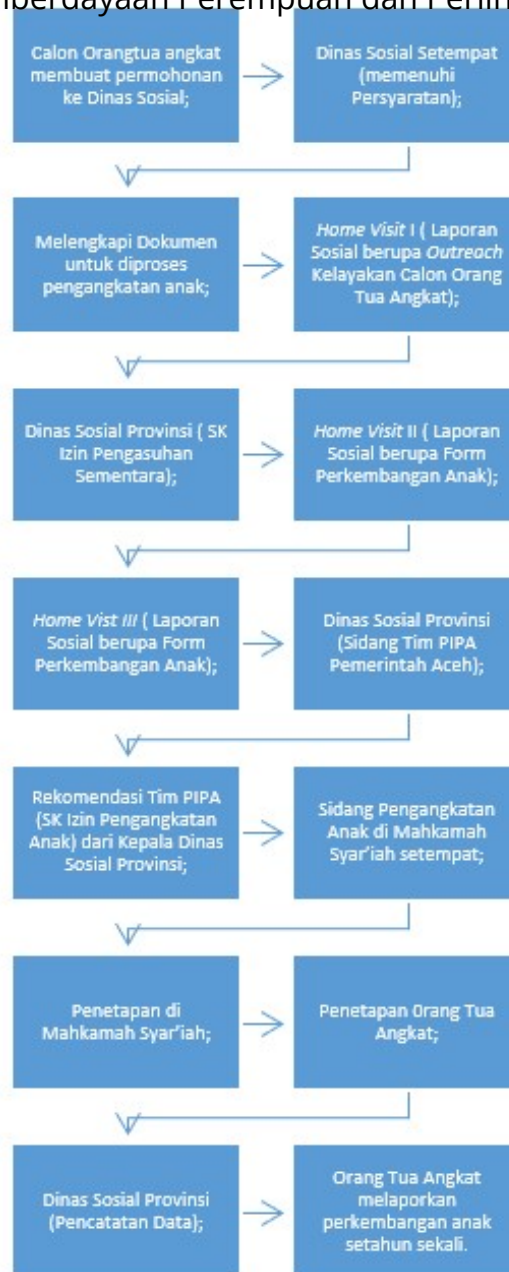 berdayaan Perempuan dan Perlin
Calon Orangtua angkat
membuat permohonan
ke Dinas Sosial;
Dinas Sosial Setempat
(memenuhi
Persyaratan);
Melengkapi Dokumen
untuk diproses
pengangkatan anak;
Home Visit I ( Laporan
Sosial berupa Outreach
Kelayakan Calon Orang
Tua Angkat);
Dinas Sosial Provinsi ( SK
Izin Pengasuhan
Sementara);
Home Visit II ( Laporan
Sosial berupa Form
Perkembangan Anak);
Home Vist III ( Laporan
Sosial berupa Form
Perkembangan Anak);
Dinas Sosial Provinsi
(Sidang Tim PIPA
Pemerintah Aceh);
Rekomendasi Tim PIPA
(SK Izin Pengangkatan
Anak) dari Kepala Dinas
Sosial Provinsi;
Sidang Pengangkatan
Anak di Mahkamah
Syar'iah setempat;
Penetapan di
Mahkamah Syar'iah;
Penetapan Orang Tua
Angkat;
Dinas Sosial Provinsi
(Pencatatan Data);
Orang Tua Angkat
melaporkan
perkembangan anak
setahun sekali.